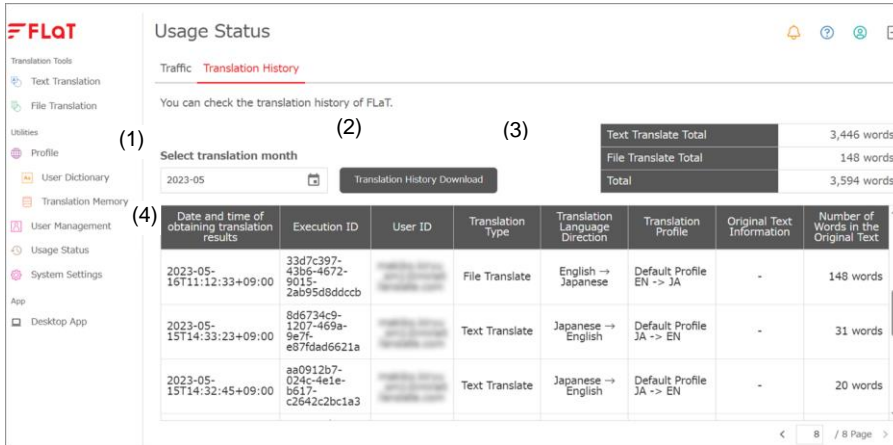 FLaT
Usage Status
Translation Tools
Text Translation
File Translation
Utilities
Profile
User Dictionary
Translation Memory
User Management
Usage Status
System Settings
App
Desktop App
Traffic Translation History
You can check the translation history of FLaT.
(1)
(2)
(3)
Select translation month
2023-05
Translation History Download
Text Translate Total 3,446 words
File Translate Total 148 words
Total 3,594 words
(4)
Date and time of obtaining translation results
Execution ID
User ID
Translation Type
Translation Language Direction
Translation Profile
Original Text Information
Number of Words in the Original Text
2023-05-
16T11:12:33+09:00
33d7c397-
43b6-4672-
9015-
2ab95d8ddccb
File Translate
English →
Japanese
Default Profile
EN -> JA
-
148 words
2023-05-
15T14:33:23+09:00
8d6734c9-
1207-469a-
9e7f-
e87fdad6621a
Text Translate
Japanese →
English
Default Profile
JA -> EN
-
31 words
2023-05-
15T14:32:45+09:00
aa0912b7-
024c-4e1e-
b617-
c2642c2bc1a3
Text Translate
Japanese →
English
Default Profile
JA -> EN
-
20 words
< 8 / 8 Page >